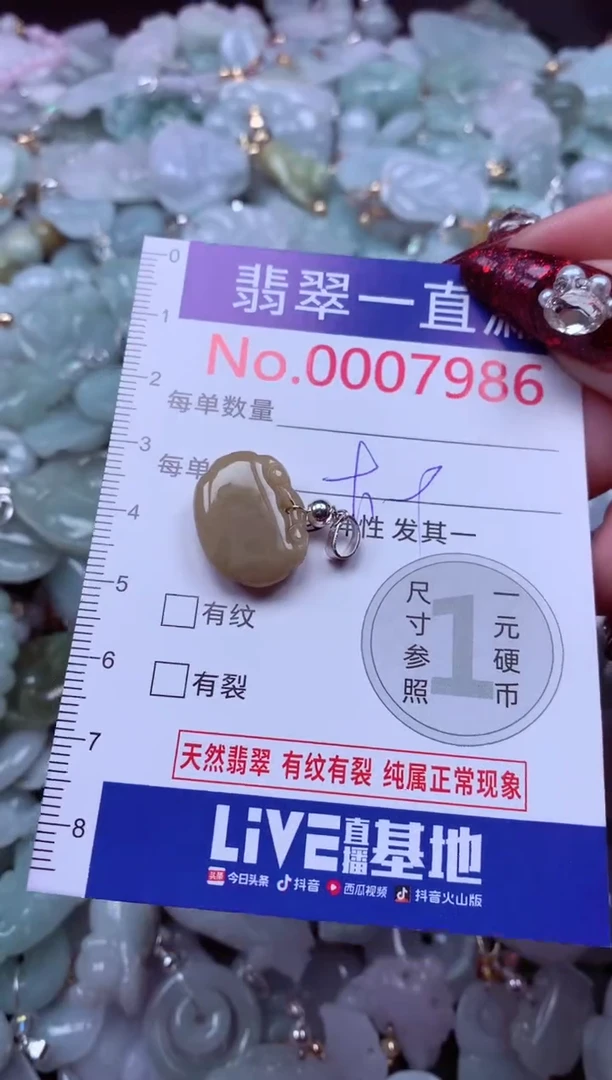 0
翡翠一直
1
No.0007986
2
每单数量
3
每单
4
性 发其一
5
有纹
尺寸参照
1
一元硬币
6
有裂
7
天然翡翠 有纹有裂 纯属正常现象
8
LiVE直播基地
头条 今日头条 抖音 西瓜视频 抖音火山版